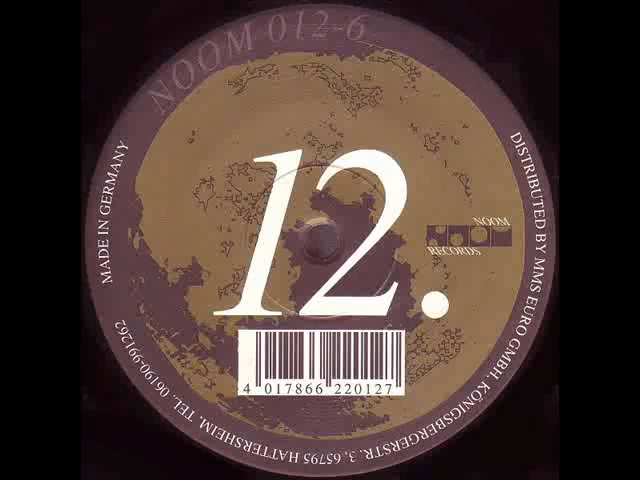 NOOM 012-6
MADE IN GERMANY
12.
NOOM
RECORDS
4 017866 220127
DISTRIBUTED BY MMS EURO GMBH. KÖNIGSBERGERSTR. 3, 65795 HATTERSHEIM, TEL. 06190-991262